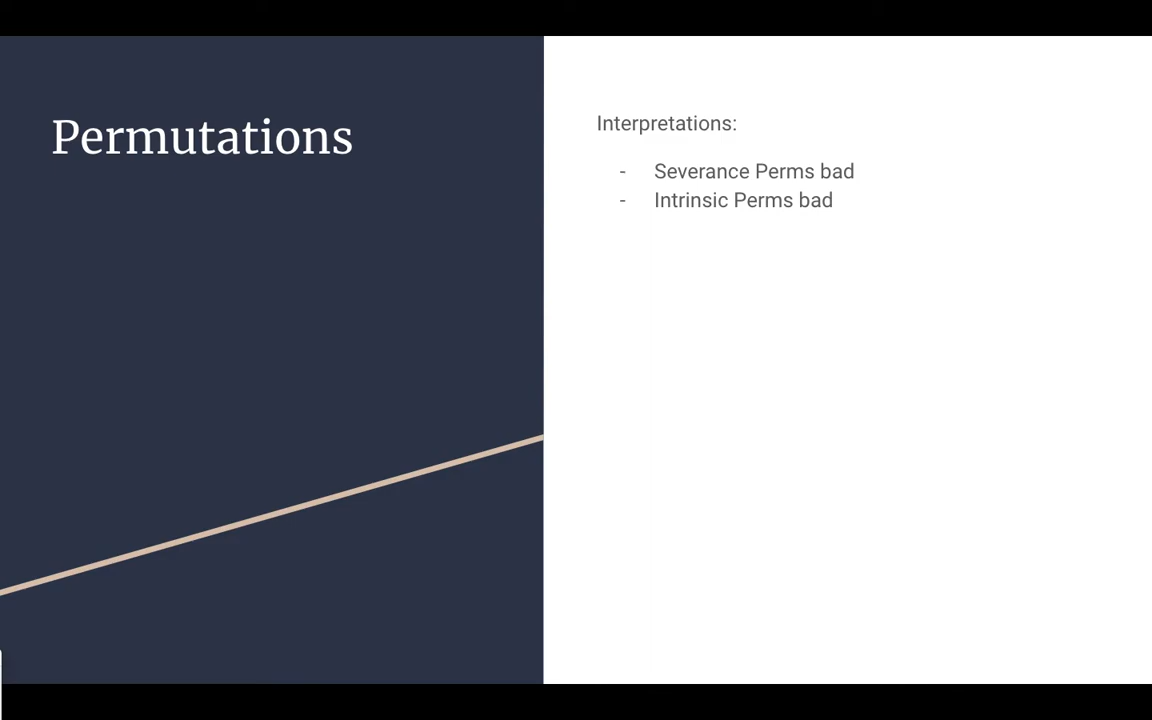 Permutations
Interpretations:
- Severance Perms bad
- Intrinsic Perms bad